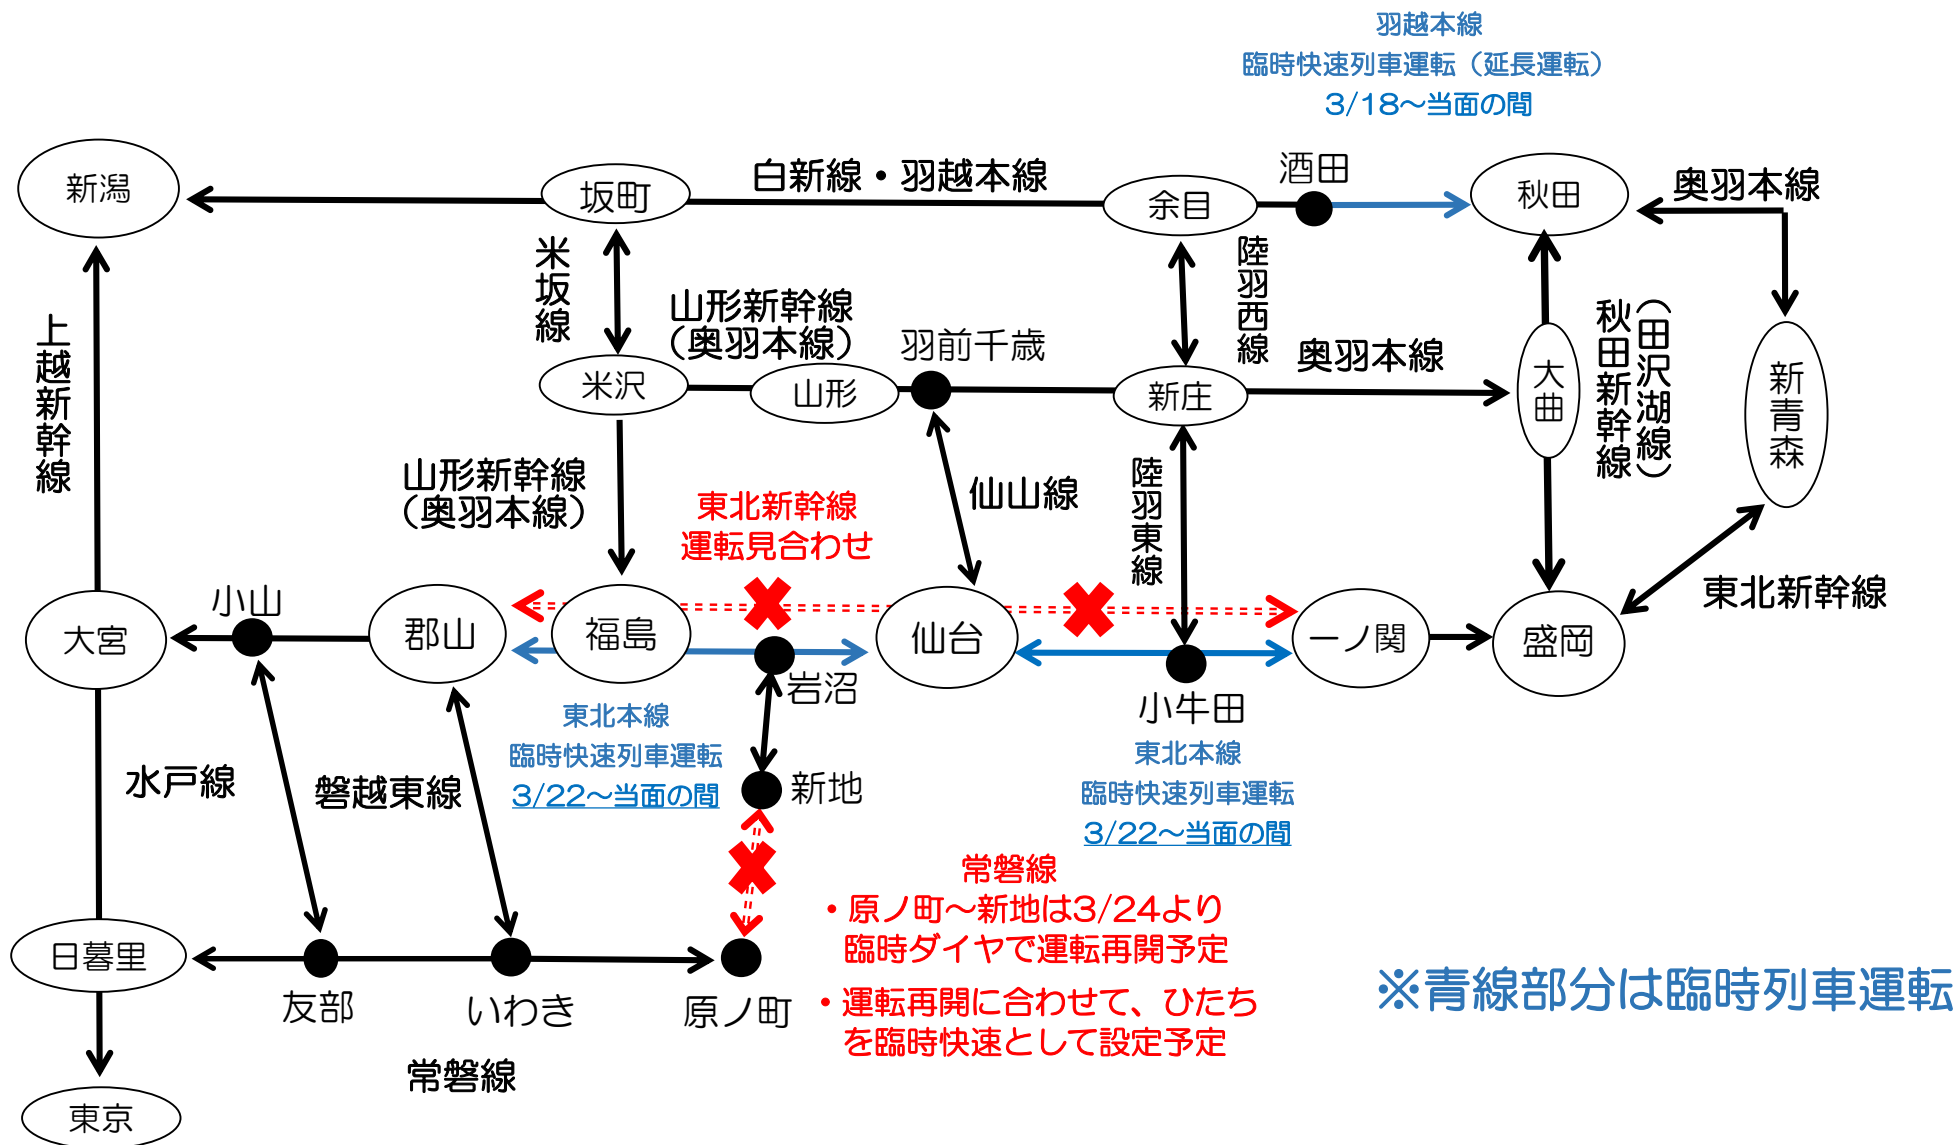 羽越本線
臨時快速列車運転（延長運転）
3/18～当面の間
新潟
坂町
白新線・羽越本線
余目
酒田
秋田
奥羽本線
米坂線
陸羽西線
上越新幹線
山形新幹線
（奥羽本線）
羽前千歳
奥羽本線
秋田新幹線
（田沢湖線）
米沢
山形
新庄
大曲
新青森
山形新幹線
（奥羽本線）
東北新幹線
運転見合わせ
仙山線
陸羽東線
東北新幹線
大宮
小山
郡山
福島
仙台
一ノ関
盛岡
岩沼
小牛田
東北本線
臨時快速列車運転
3/22～当面の間
東北本線
臨時快速列車運転
3/22～当面の間
水戸線
磐越東線
新地
常磐線
・原ノ町～新地は3/24より
臨時ダイヤで運転再開予定
・運転再開に合わせて、ひたち
を臨時快速として設定予定
日暮里
友部
いわき
原ノ町
※青線部分は臨時列車運転
常磐線
東京